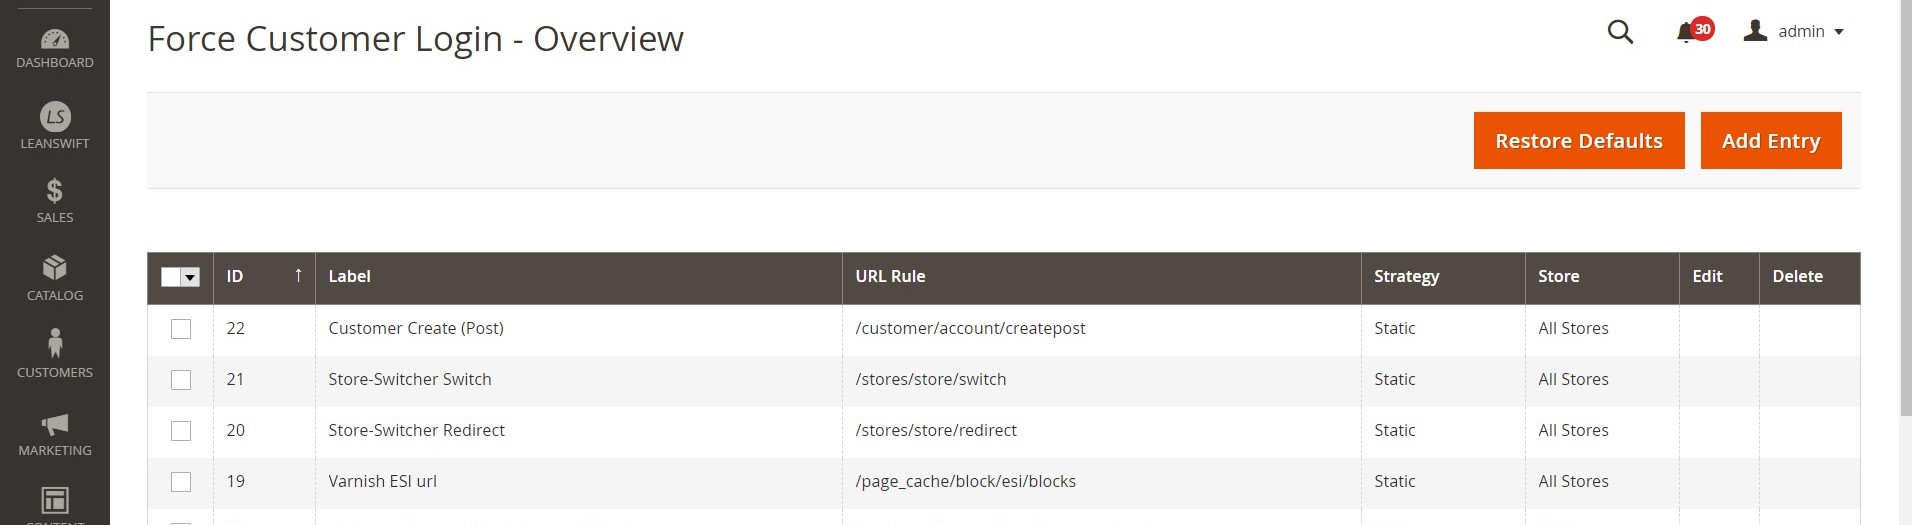 Force Customer Login - Overview
30
admin
DASHBOARD
LS
LEANSWIFT
$
SALES
CATALOG
CUSTOMERS
MARKETING
Restore Defaults Add Entry
ID ↑ Label URL Rule Strategy Store Edit Delete
22 Customer Create (Post) /customer/account/createpost Static All Stores
21 Store-Switcher Switch /stores/store/switch Static All Stores
20 Store-Switcher Redirect /stores/store/redirect Static All Stores
19 Varnish ESI url /page_cache/block/esi/blocks Static All Stores